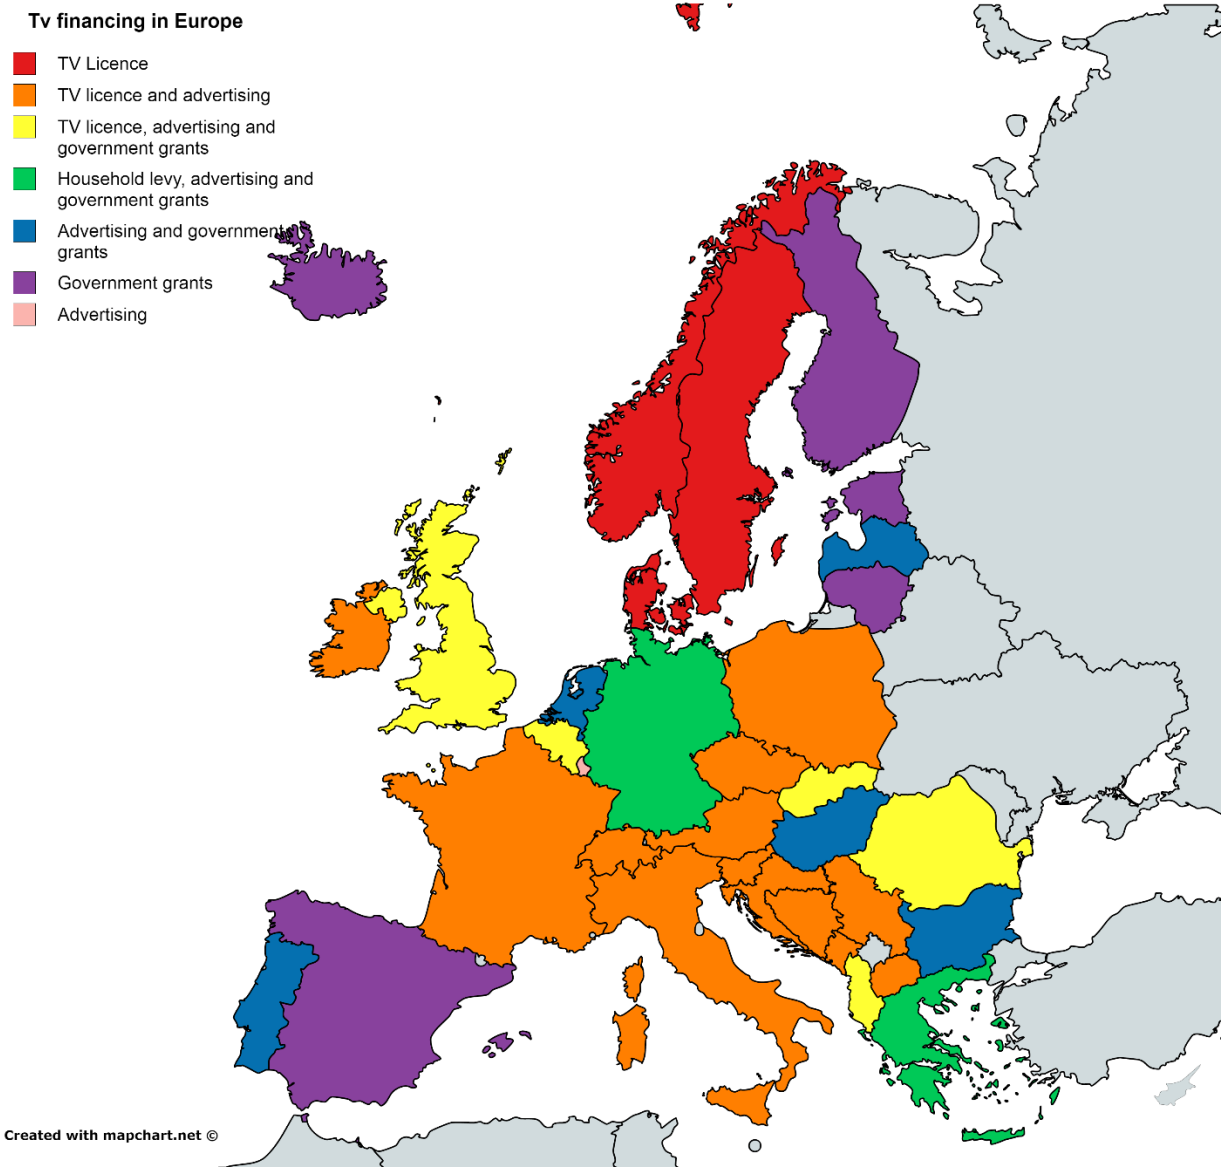 Tv financing in Europe
TV Licence
TV licence and advertising
TV licence, advertising and
government grants
Household levy, advertising and
government grants
Advertising and government
grants
Government grants
Advertising
Created with mapchart.net ©